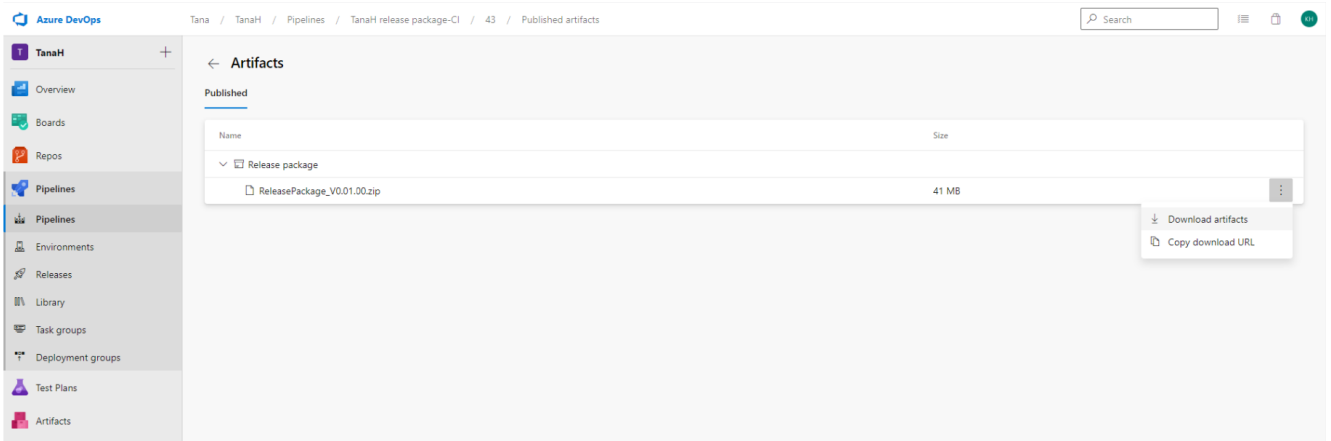 Azure DevOps
Tana / TanaH / Pipelines / TanaH release package-CI / 43 / Published artifacts
Search
KH
T TanaH
Overview
Boards
Repos
Pipelines
Pipelines
Environments
Releases
Library
Task groups
Deployment groups
Test Plans
Artifacts
Artifacts
Published
Name Size
Release package
ReleasePackage_V0.01.00.zip 41 MB
Download artifacts
Copy download URL